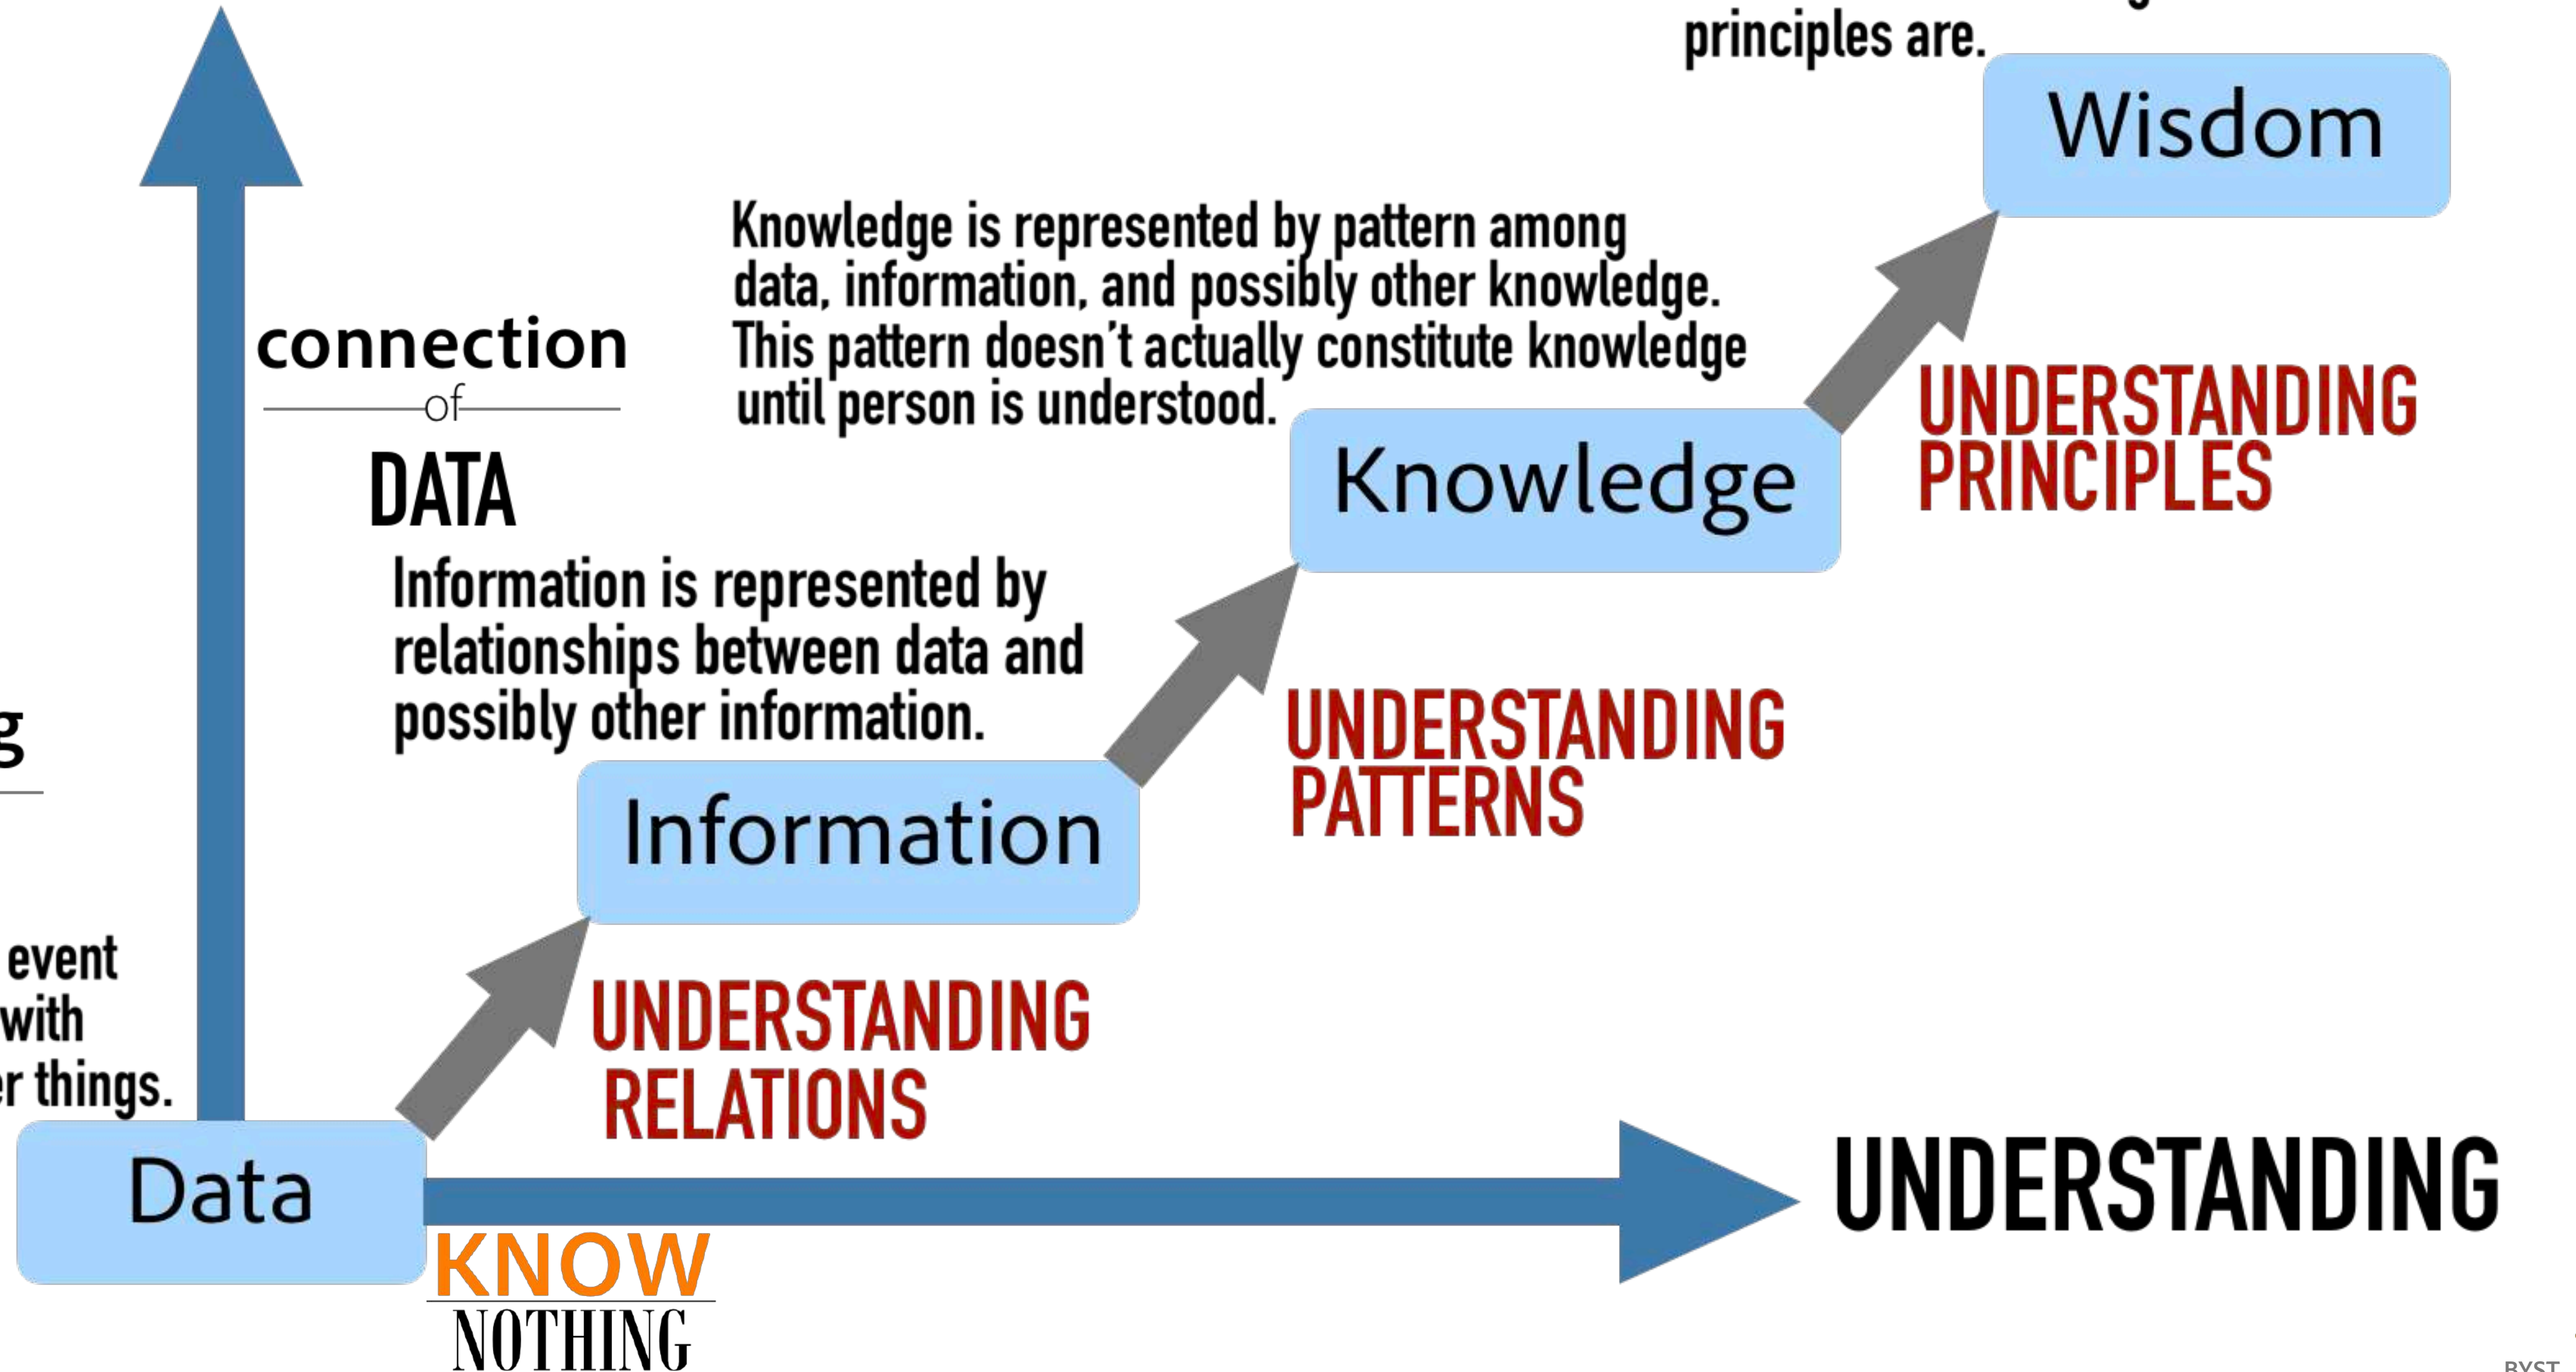 principles are.
Wisdom
Knowledge is represented by pattern among
data, information, and possibly other knowledge.
This pattern doesn't actually constitute knowledge
until person is understood.
connection
of
DATA
UNDERSTANDING
PRINCIPLES
Knowledge
Information is represented by
relationships between data and
possibly other information.
UNDERSTANDING
PATTERNS
Information
event
with
things.
UNDERSTANDING
RELATIONS
Data
UNDERSTANDING
KNOW
NOTHING